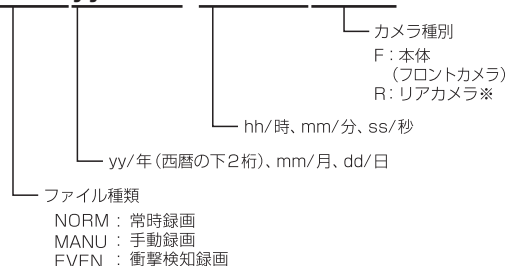 カメラ種別
F：本体
（フロントカメラ）
R：リアカメラ※
hh/時、mm/分、ss/秒
yy/年（西暦の下2桁）、mm/月、dd/日
ファイル種類
NORM：常時録画
MANU：手動録画
EVEN：衝撃検知録画